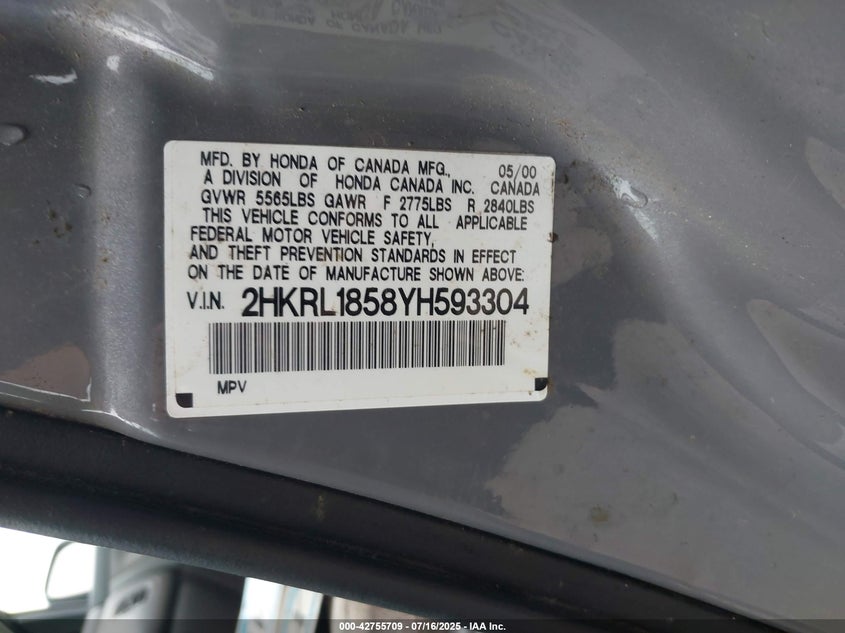 MFD. BY HONDA OF CANADA MFG., 05/00
A DIVISION OF HONDA CANADA INC. CANADA
GVWR 5565LBS GAWR F 2775LBS R 2840LBS
THIS VEHICLE CONFORMS TO ALL APPLICABLE
FEDERAL MOTOR VEHICLE SAFETY,
AND THEFT PREVENTION STANDARDS IN EFFECT
ON THE DATE OF MANUFACTURE SHOWN ABOVE:
V.I.N. 2HKRL1858YH593304
MPV
000-42755709 - 07/16/2025 - IAA Inc.